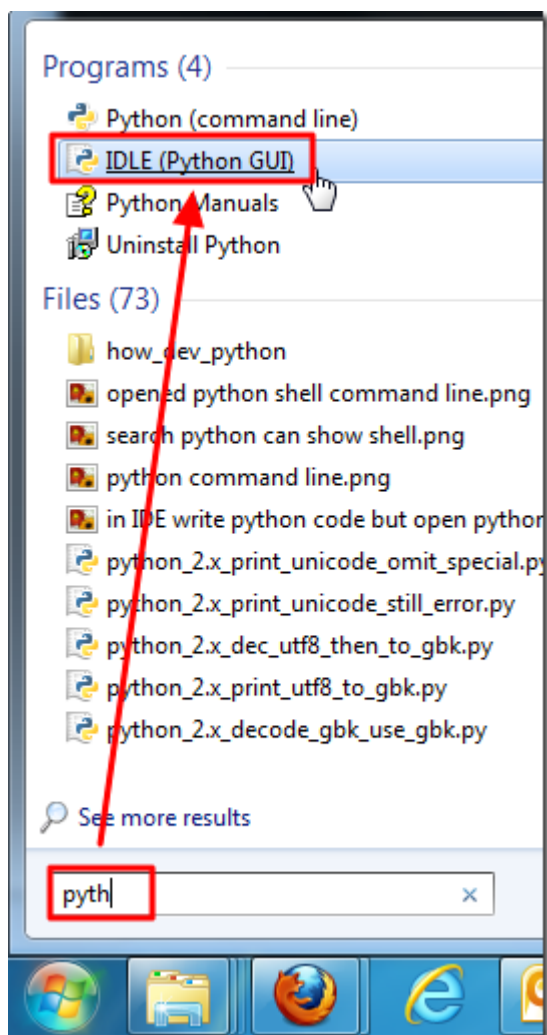 Programs (4)
Python (command line)
IDLE (Python GUI)
Python Manuals
Uninstall Python
Files (73)
how_dev_python
opened python shell command line.png
search python can show shell.png
python command line.png
in IDE write python code but open python
python_2.x_print_unicode_omit_special.py
python_2.x_print_unicode_still_error.py
python_2.x_dec_utf8_then_to_gbk.py
python_2.x_print_utf8_to_gbk.py
python_2.x_decode_gbk_use_gbk.py
See more results
pyth